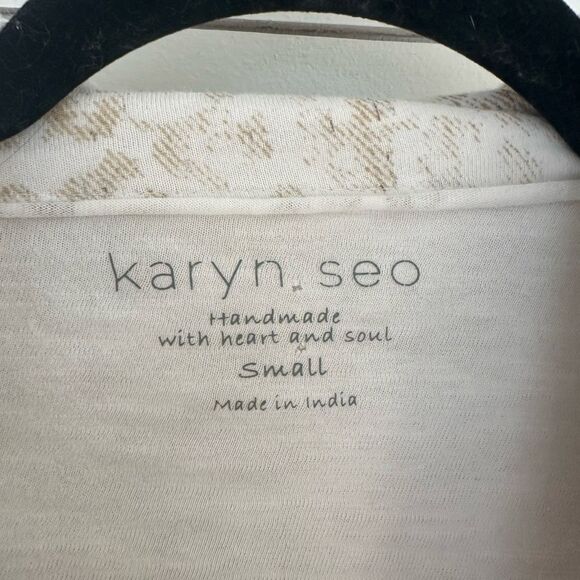 karyn seo
Handmade
with heart and soul
Small
Made in India